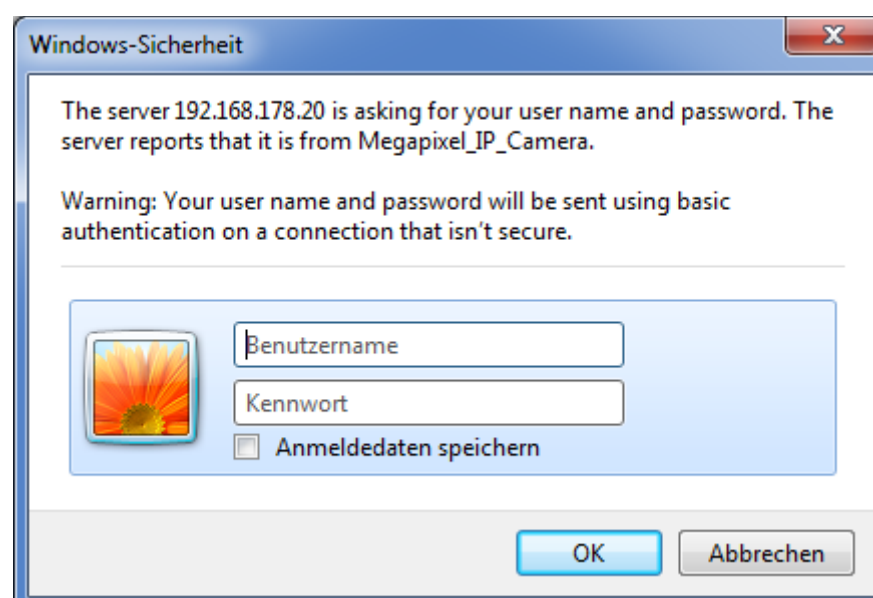 Windows-Sicherheit
The server 192.168.178.20 is asking for your user name and password. The
server reports that it is from Megapixel_IP_Camera.
Warning: Your user name and password will be sent using basic
authentication on a connection that isn't secure.
Benutzername
Kennwort
Anmeldedaten speichern
OK
Abbrechen